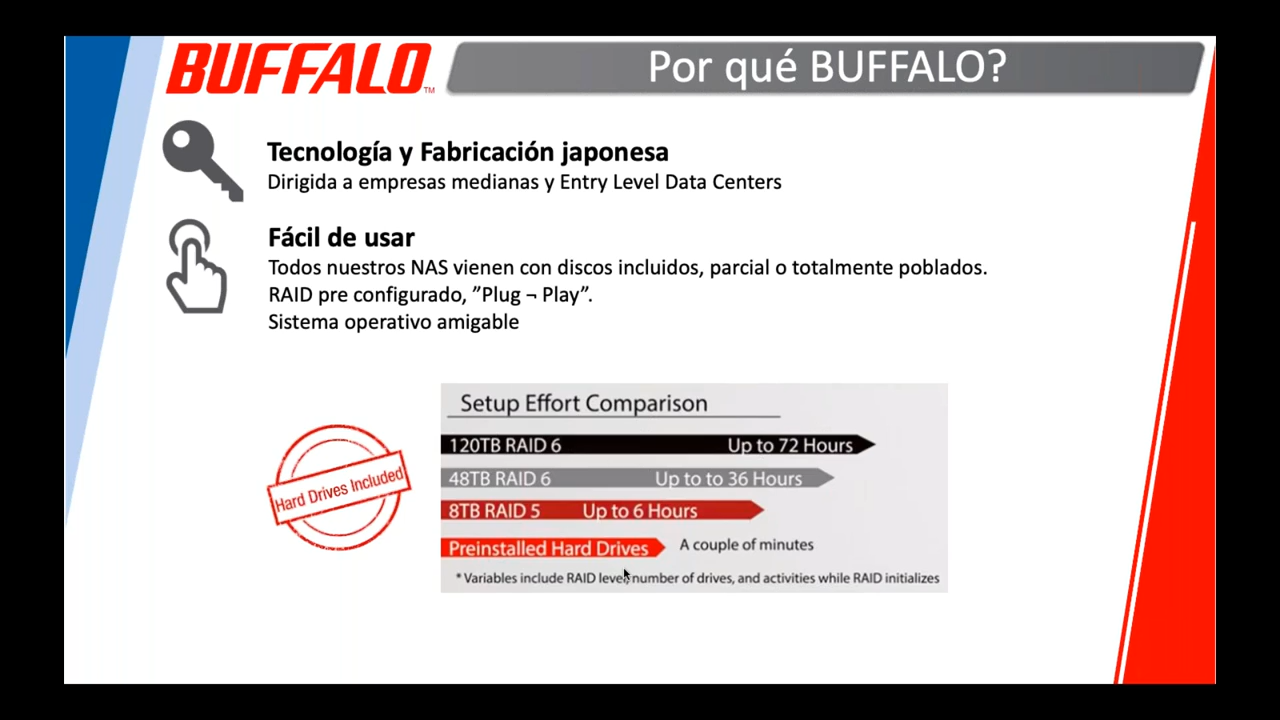 BUFFALO™
Por qué BUFFALO?
Tecnología y Fabricación japonesa
Dirigida a empresas medianas y Entry Level Data Centers
Fácil de usar
Todos nuestros NAS vienen con discos incluidos, parcial o totalmente poblados.
RAID pre configurado, ”Plug ¬ Play”.
Sistema operativo amigable
Hard Drives Included
Setup Effort Comparison
120TB RAID 6 Up to 72 Hours
48TB RAID 6 Up to to 36 Hours
8TB RAID 5 Up to 6 Hours
Preinstalled Hard Drives A couple of minutes
* Variables include RAID level, number of drives, and activities while RAID initializes